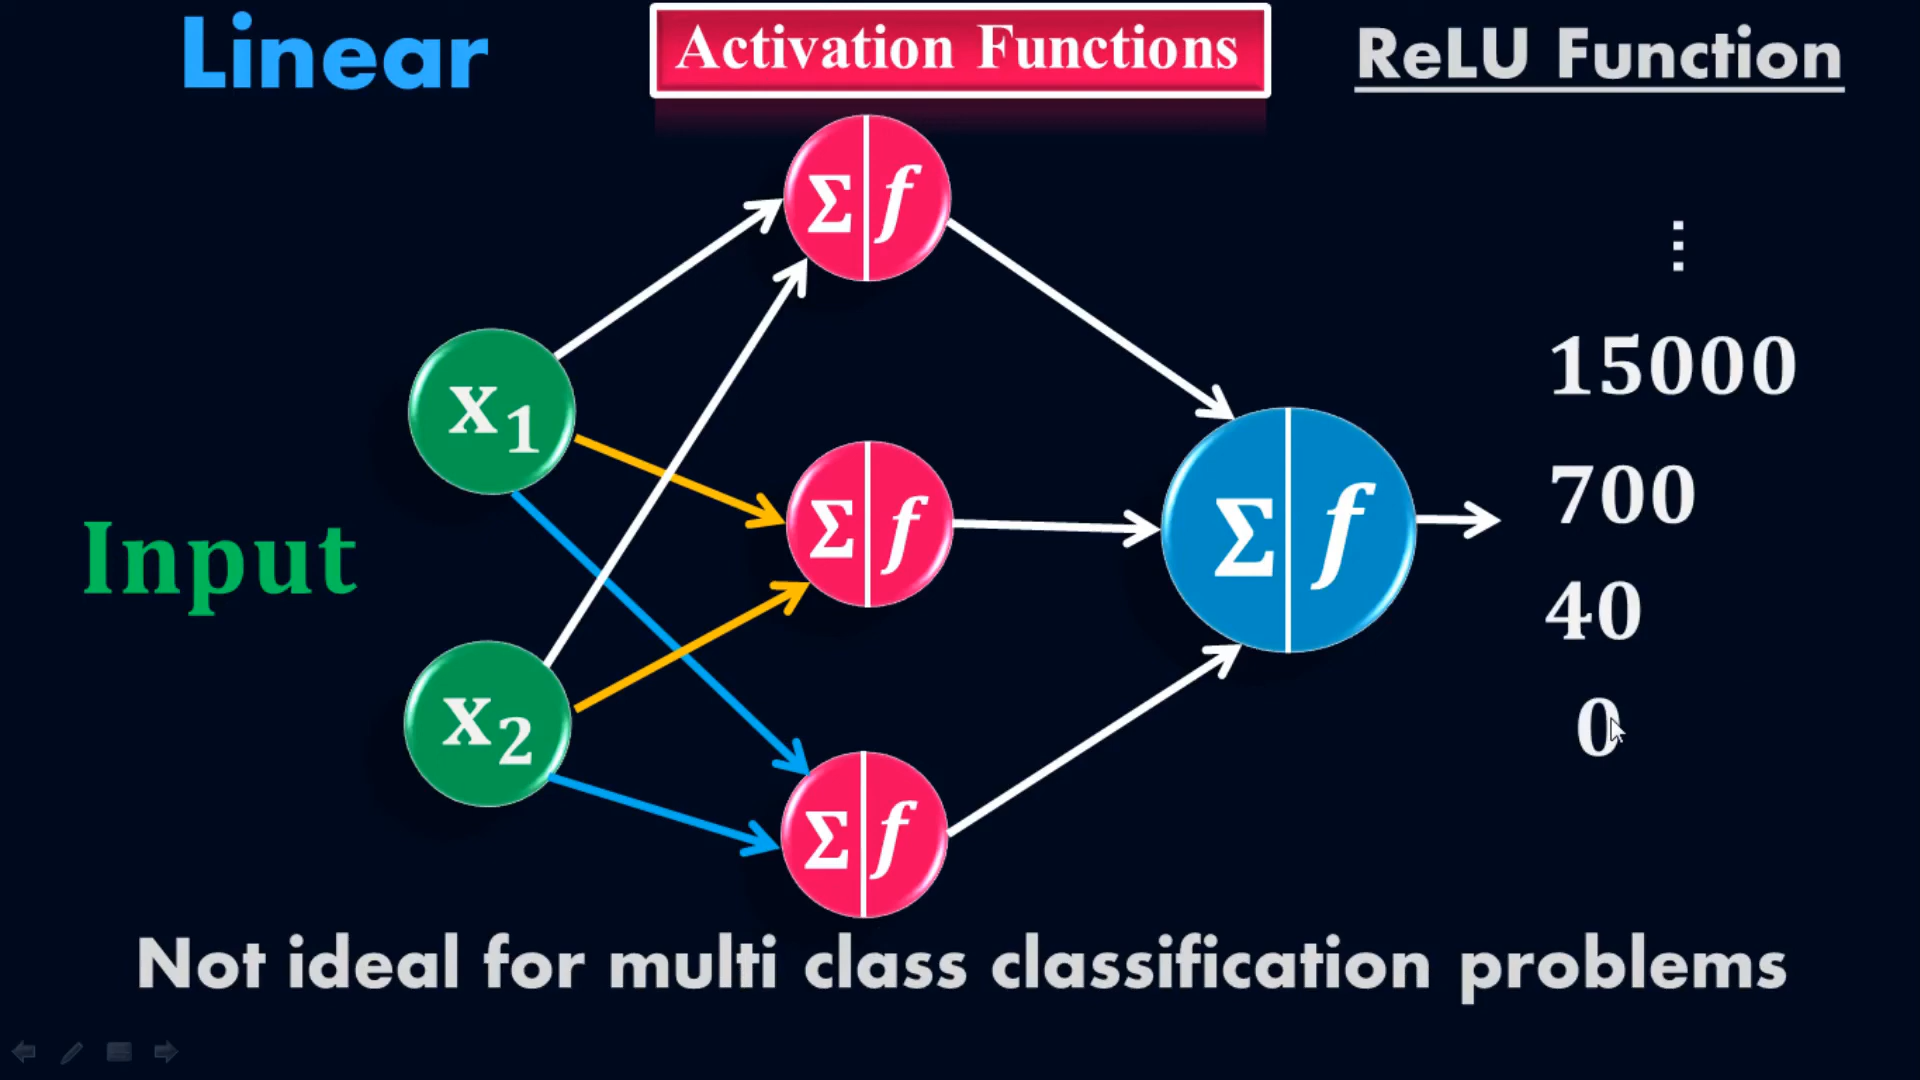 Linear
Activation Functions
ReLU Function
Σ f
⋮
15000
x1
700
Σ f
Σ f
Input
40
x2
0
Σ f
Not ideal for multi class classification problems